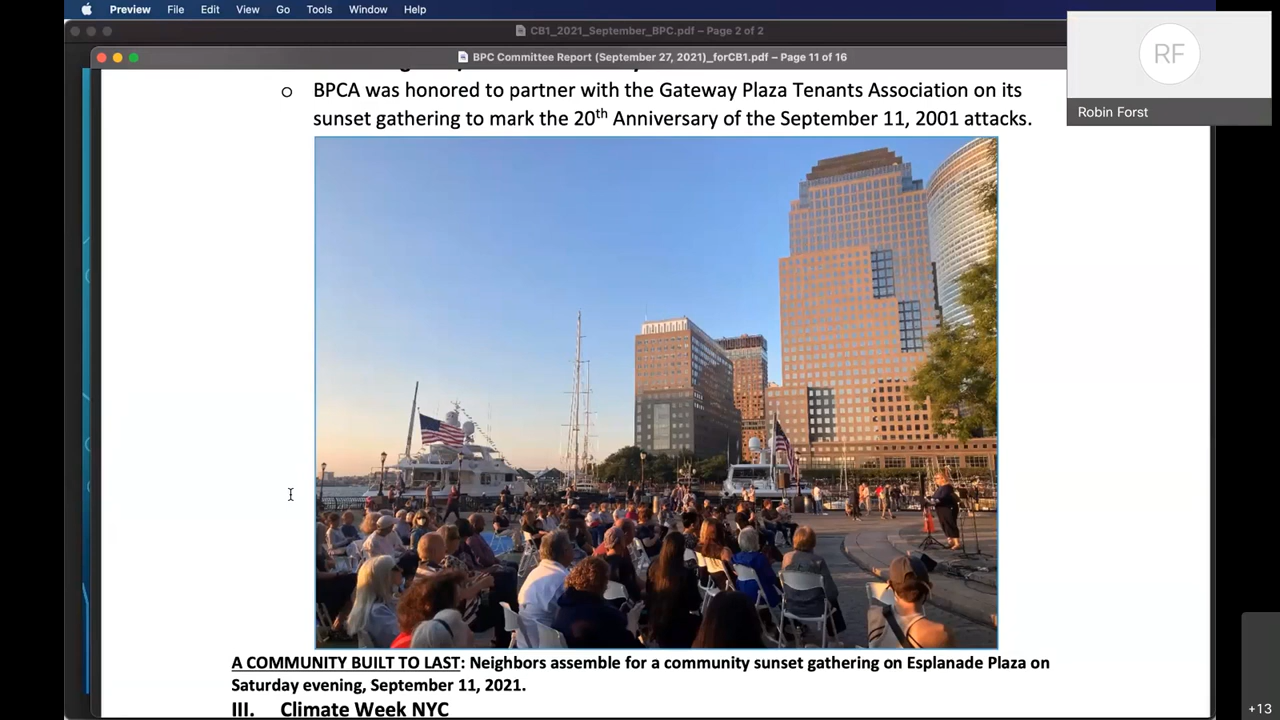 Preview File Edit View Go Tools Window Help
CB1_2021_September_BPC.pdf – Page 2 of 2
BPC Committee Report (September 27, 2021)_forCB1.pdf – Page 11 of 16
RF
Robin Forst
o BPCA was honored to partner with the Gateway Plaza Tenants Association on its
sunset gathering to mark the 20th Anniversary of the September 11, 2001 attacks.
A COMMUNITY BUILT TO LAST: Neighbors assemble for a community sunset gathering on Esplanade Plaza on
Saturday evening, September 11, 2021.
III. Climate Week NYC
+13